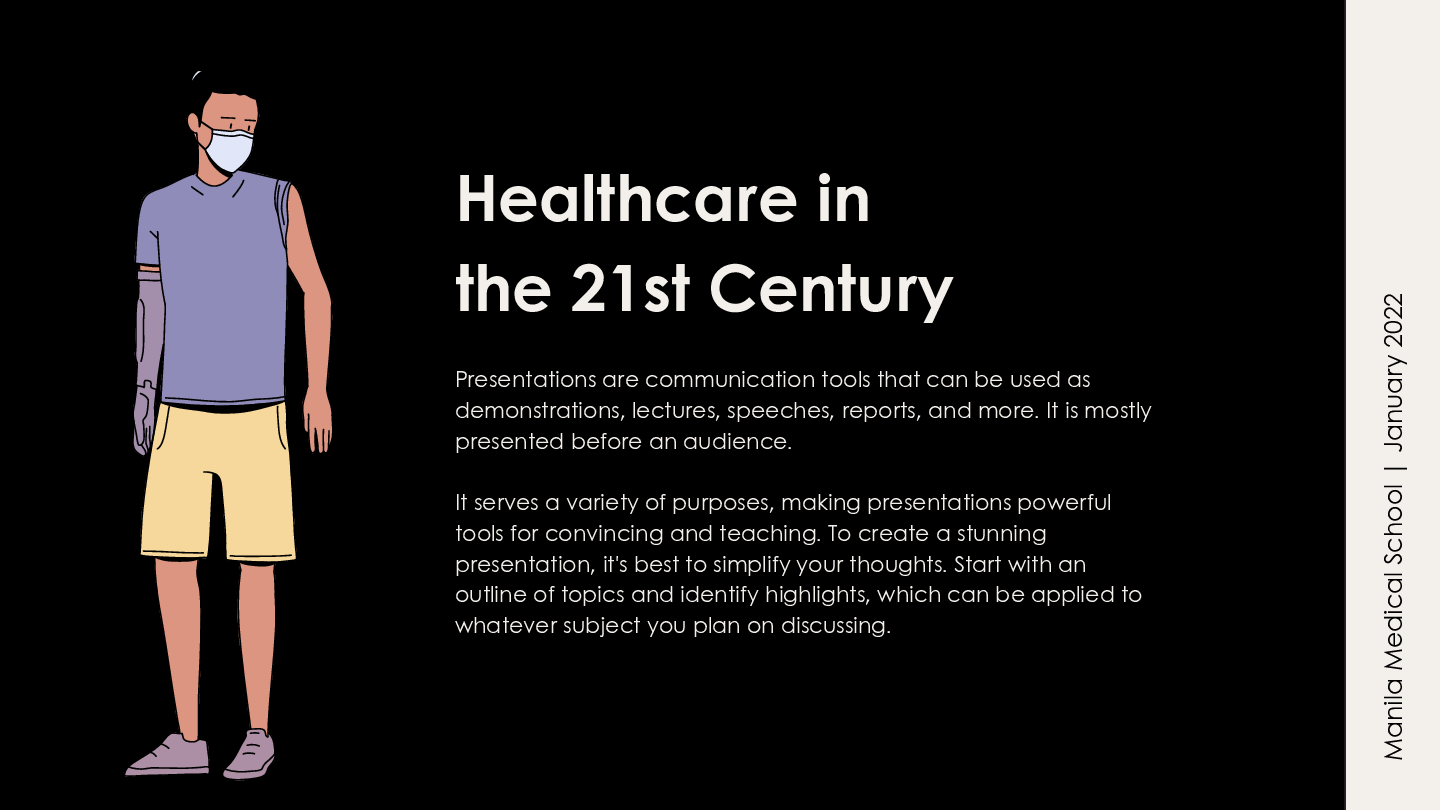 Healthcare in
the 21st Century
Presentations are communication tools that can be used as
demonstrations, lectures, speeches, reports, and more. It is mostly
presented before an audience.
It serves a variety of purposes, making presentations powerful
tools for convincing and teaching. To create a stunning
presentation, it's best to simplify your thoughts. Start with an
outline of topics and identify highlights, which can be applied to
whatever subject you plan on discussing.
Manila Medical School | January 2022